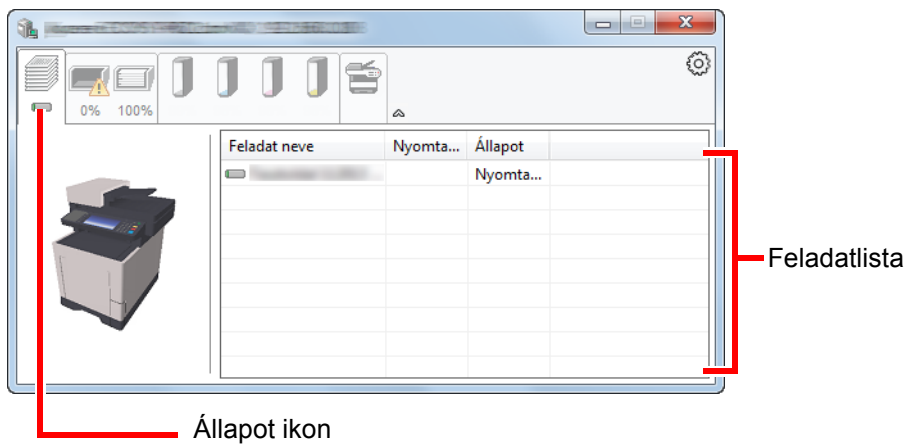 0% 100%
Feladat neve Nyomta... Állapot
Nyomta...
Feladatlista
Állapot ikon